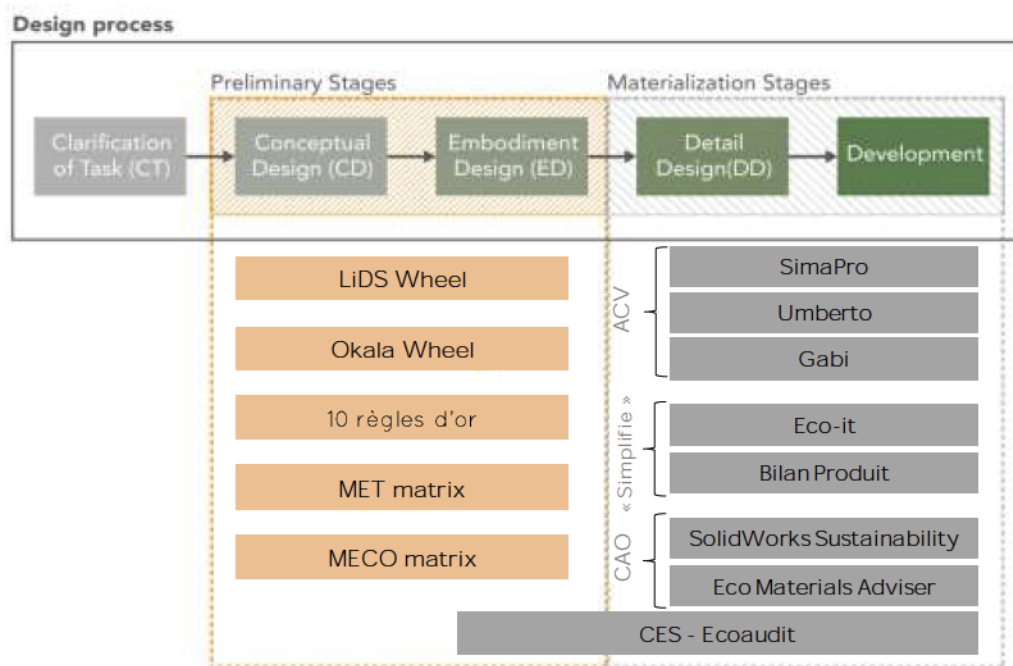 Design process
Preliminary Stages
Materialization Stages
Clarification
of Task (CT)
Conceptual
Design (CD)
Embodiment
Design (ED)
Detail
Design(DD)
Development
LiDS Wheel
Okala Wheel
10 règles d'or
MET matrix
MECO matrix
ACV
SimaPro
Umberto
Gabi
« Simplifie »
Eco-it
Bilan Produit
CAO
SolidWorks Sustainability
Eco Materials Adviser
CES - Ecoaudit